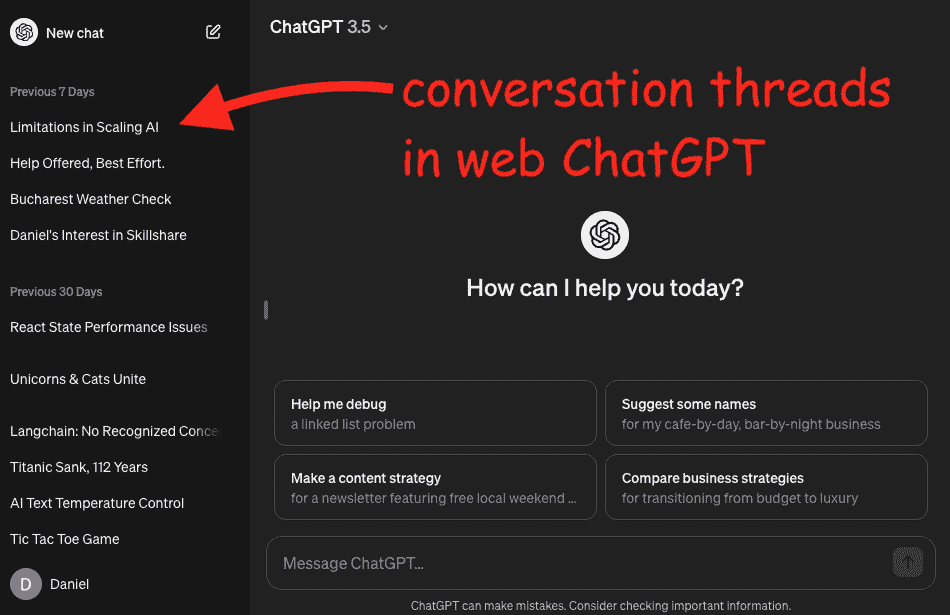 New chat
Previous 7 Days
Limitations in Scaling AI
Help Offered, Best Effort.
Bucharest Weather Check
Daniel's Interest in Skillshare
Previous 30 Days
React State Performance Issues
Unicorns & Cats Unite
Langchain: No Recognized Conce
Titanic Sank, 112 Years
AI Text Temperature Control
Tic Tac Toe Game
D Daniel
ChatGPT 3.5
conversation threads
in web ChatGPT
How can I help you today?
Help me debug
a linked list problem
Suggest some names
for my cafe-by-day, bar-by-night business
Make a content strategy
for a newsletter featuring free local weekend ...
Compare business strategies
for transitioning from budget to luxury
Message ChatGPT...
ChatGPT can make mistakes. Consider checking important information.